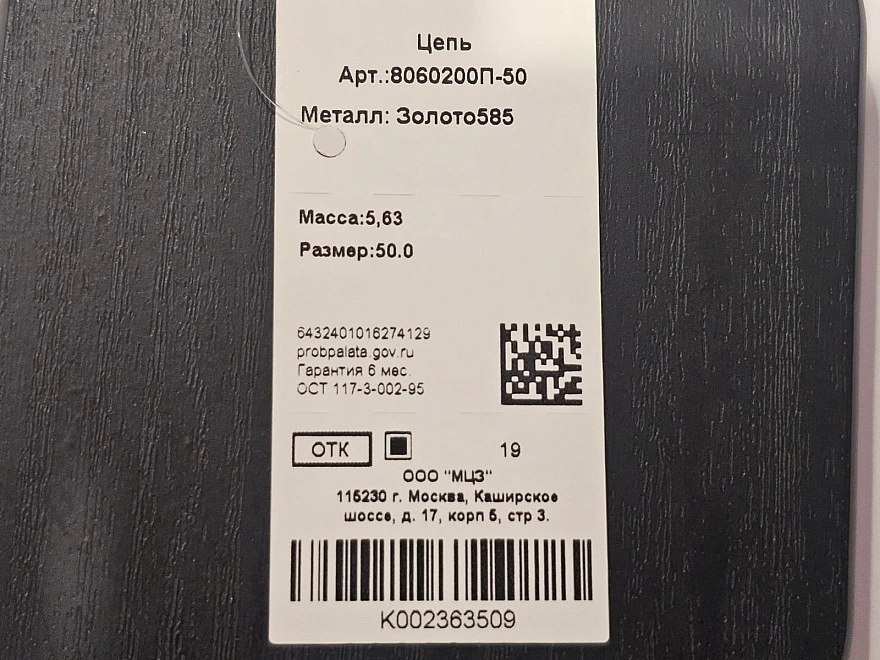 Цепь
Арт.:8060200П-50
Металл: Золото585
Масса:5,63
Размер:50.0
6432401016274129
probpalata.gov.ru
Гарантия 6 мес.
ОСТ 117-3-002-95
ОТК 19
ООО "МЦЗ"
115230 г. Москва, Каширское
шоссе, д. 17, корп 5, стр 3.
К002363509